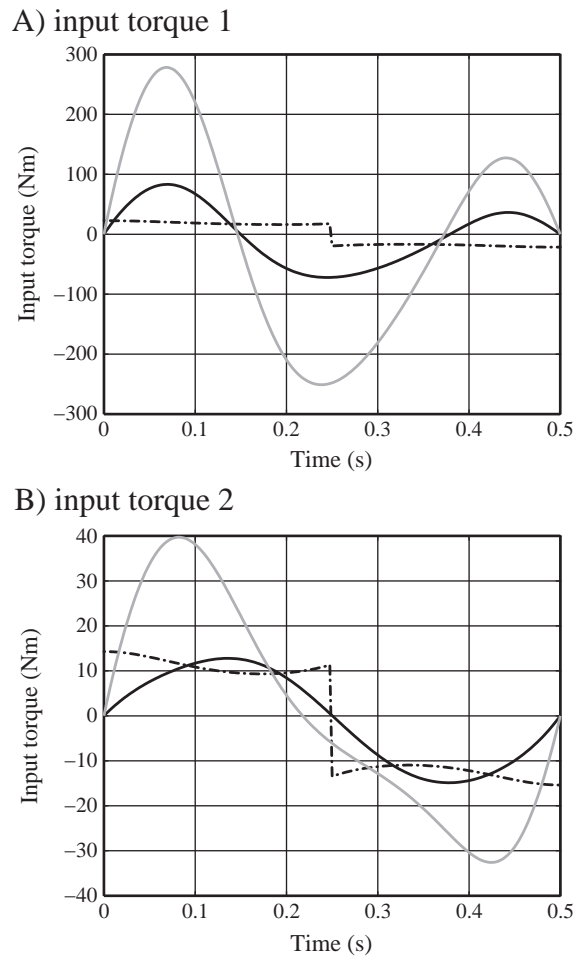 A) input torque 1
300
200
100
0
−100
−200
−300
Input torque (Nm)
0 0.1 0.2 0.3 0.4 0.5
Time (s)
B) input torque 2
40
30
20
10
0
−10
−20
−30
−40
Input torque (Nm)
0 0.1 0.2 0.3 0.4 0.5
Time (s)